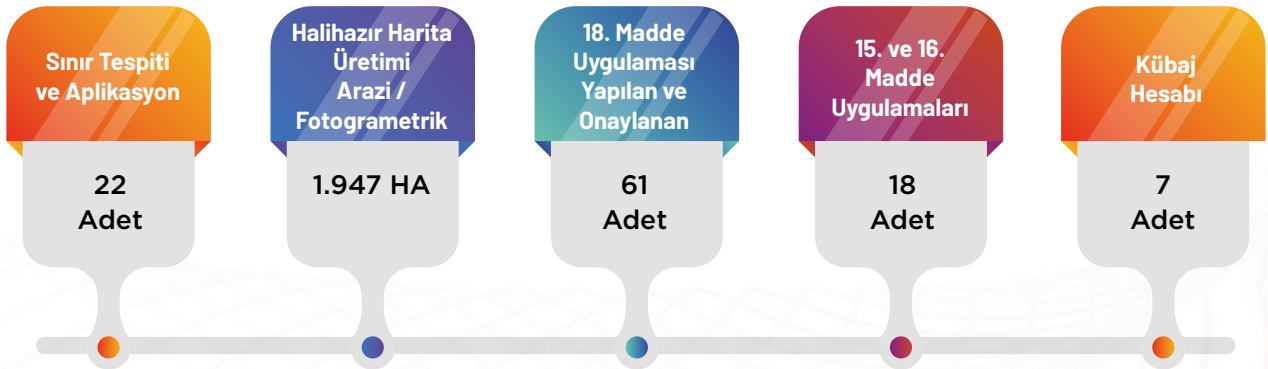 Sınır Tespiti
ve Aplikasyon
22
Adet
Halihazır Harita
Üretimi
Arazi /
Fotogrametrik
1.947 HA
18. Madde
Uygulaması
Yapılan ve
Onaylanan
61
Adet
15. ve 16.
Madde
Uygulamaları
18
Adet
Kübaj
Hesabı
7
Adet